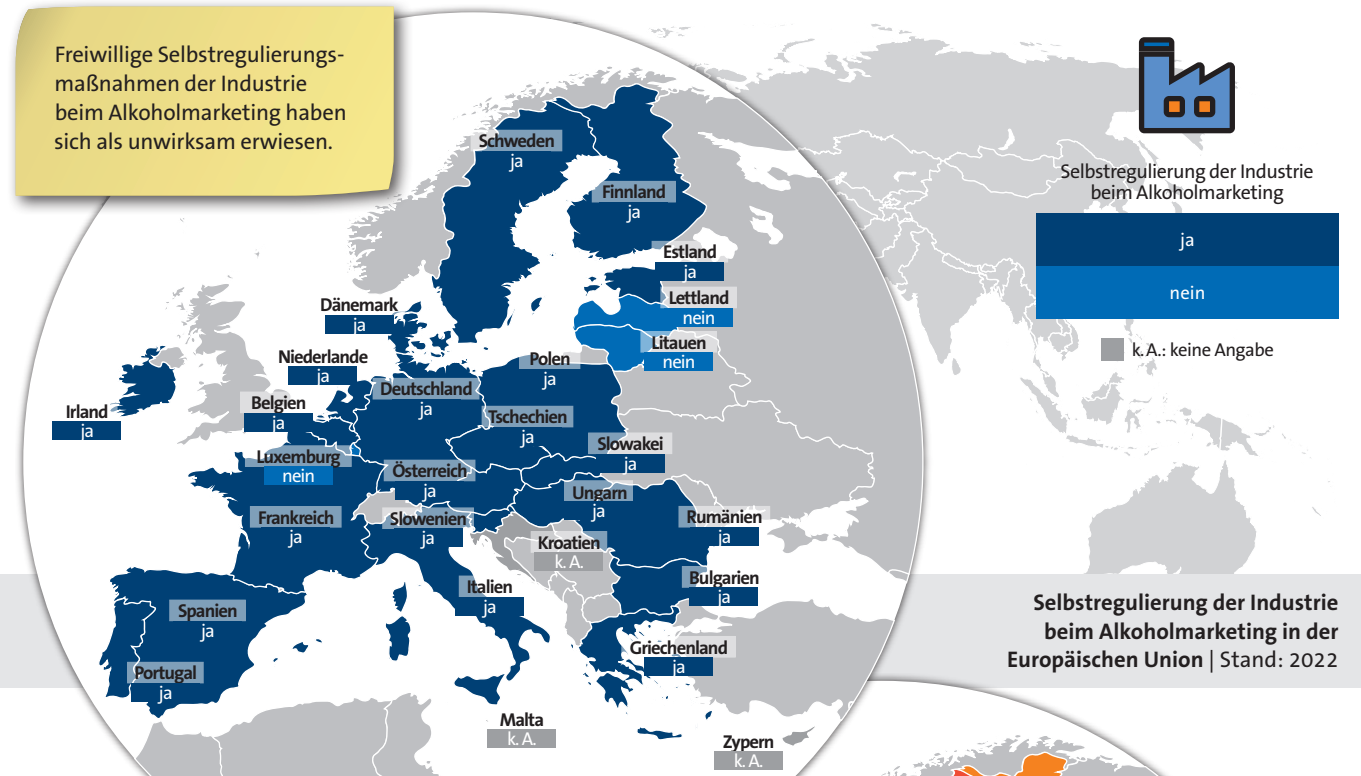 Freiwillige Selbstregulierungs-
maßnahmen der Industrie
beim Alkoholmarketing haben
sich als unwirksam erwiesen.
Selbstregulierung der Industrie
beim Alkoholmarketing
ja
nein
k. A.: keine Angabe
Schweden
ja
Finnland
ja
Estland
ja
Lettland
nein
Litauen
nein
Dänemark
ja
Niederlande
ja
Polen
ja
Deutschland
ja
Belgien
ja
Irland
ja
Tschechien
ja
Slowakei
ja
Luxemburg
nein
Österreich
ja
Ungarn
ja
Frankreich
ja
Slowenien
ja
Rumänien
ja
Kroatien
k. A.
Italien
ja
Bulgarien
ja
Spanien
ja
Griechenland
ja
Portugal
ja
Malta
k. A.
Zypern
k. A.
Selbstregulierung der Industrie
beim Alkoholmarketing in der
Europäischen Union | Stand: 2022